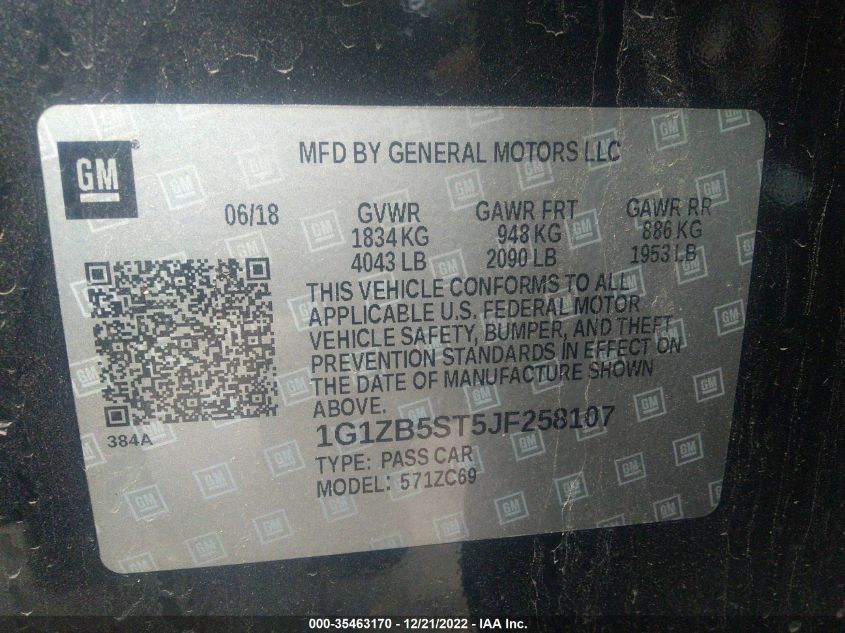 GM
MFD BY GENERAL MOTORS LLC
06/18 GVWR GAWR FRT GAWR RR
1834 KG 948 KG 886 KG
4043 LB 2090 LB 1953 LB
THIS VEHICLE CONFORMS TO ALL
APPLICABLE U.S. FEDERAL MOTOR
VEHICLE SAFETY, BUMPER, AND THEFT
PREVENTION STANDARDS IN EFFECT ON
THE DATE OF MANUFACTURE SHOWN
ABOVE.
384A
1G1ZB5ST5JF258107
TYPE: PASS CAR
MODEL: 571ZC69
000-35463170 - 12/21/2022 - IAA Inc.